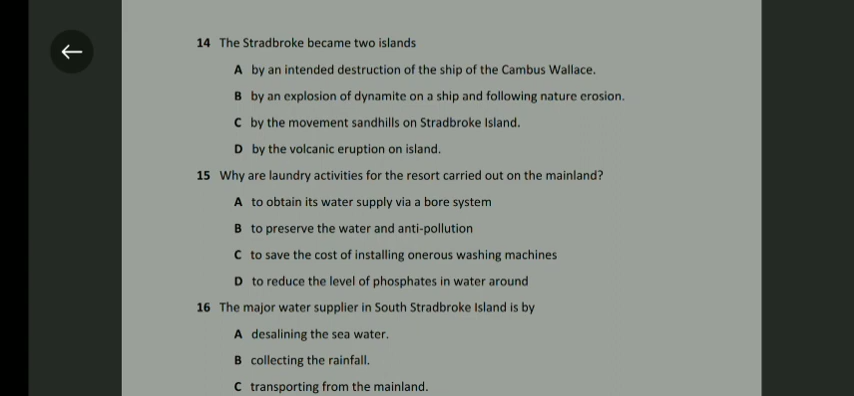 14 The Stradbroke became two islands
A by an intended destruction of the ship of the Cambus Wallace.
B by an explosion of dynamite on a ship and following nature erosion.
C by the movement sandhills on Stradbroke Island.
D by the volcanic eruption on island.
15 Why are laundry activities for the resort carried out on the mainland?
A to obtain its water supply via a bore system
B to preserve the water and anti-pollution
C to save the cost of installing onerous washing machines
D to reduce the level of phosphates in water around
16 The major water supplier in South Stradbroke Island is by
A desalining the sea water.
B collecting the rainfall.
C transporting from the mainland.